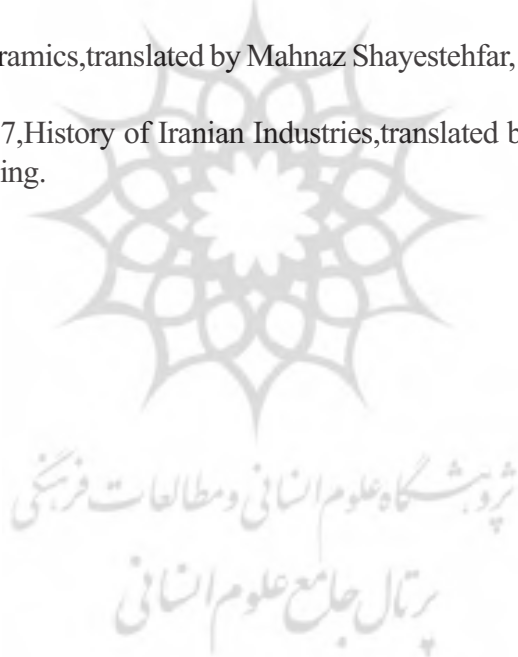 ramics,translated by Mahnaz Shayestehfar,
7,History of Iranian Industries,translated b
ing.
پژوهشگاه علوم انسانی و مطالعات فرهنگی
پرتال جامع علوم انسانی